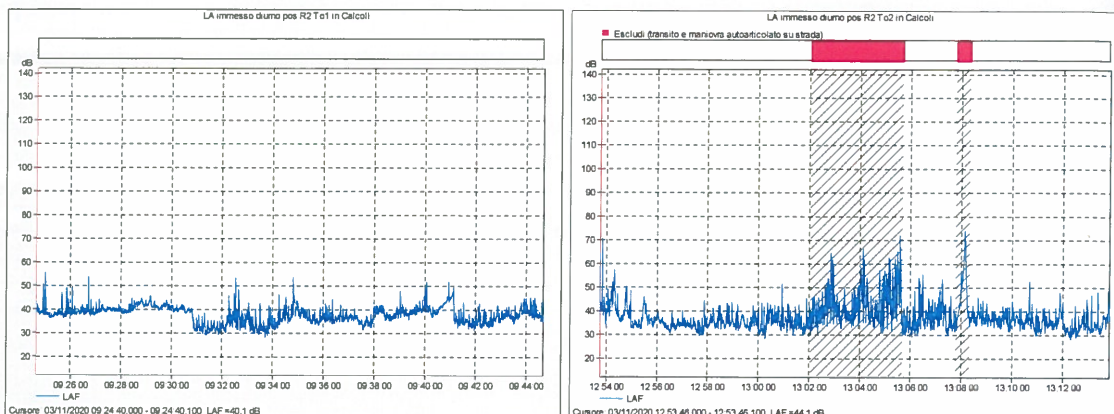 LA immesso diurno pos R2 To1 in Calcoli
dB
140
130
120
110
100
90
80
70
60
50
40
30
20
09.26.00 09.28.00 09.30.00 09.32.00 09.34.00 09.36.00 09.38.00 09.40.00 09.42.00 09.44.00
LAF
Cursore: 03/11/2020 09.24.40.000 - 09.24.40.100 LAF=40.1 dB
LA immesso diurno pos R2 To2 in Calcoli
Escludi (transito e maniovra autoarticolato su strada)
dB
140
130
120
110
100
90
80
70
60
50
40
30
20
12.54.00 12.56.00 12.58.00 13.00.00 13.02.00 13.04.00 13.06.00 13.08.00 13.10.00 13.12.00
LAF
Cursore: 03/11/2020 12.53.46.000 - 12.53.46.100 LAF=44.1 dB